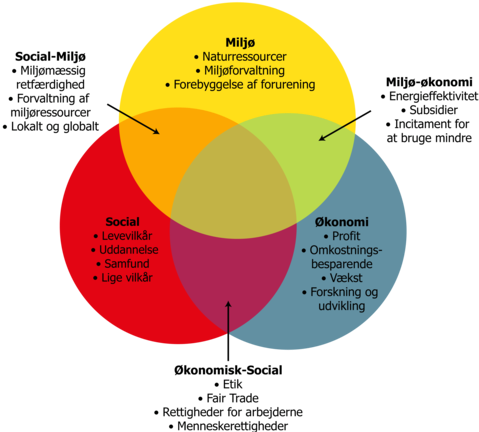 Miljø
• Naturressourcer
• Miljøforvaltning
• Forebyggelse af forurening
Social-Miljø
• Miljømæssig
retfærdighed
• Forvaltning af
miljøressourcer
• Lokalt og globalt
Miljø-økonomi
• Energieffektivitet
• Subsidier
• Incitament for
at bruge mindre
Social
• Levevilkår
• Uddannelse
• Samfund
• Lige vilkår
Økonomi
• Profit
• Omkostnings-
besparende
• Vækst
• Forskning og
udvikling
Økonomisk-Social
• Etik
• Fair Trade
• Rettigheder for arbejderne
• Menneskerettigheder